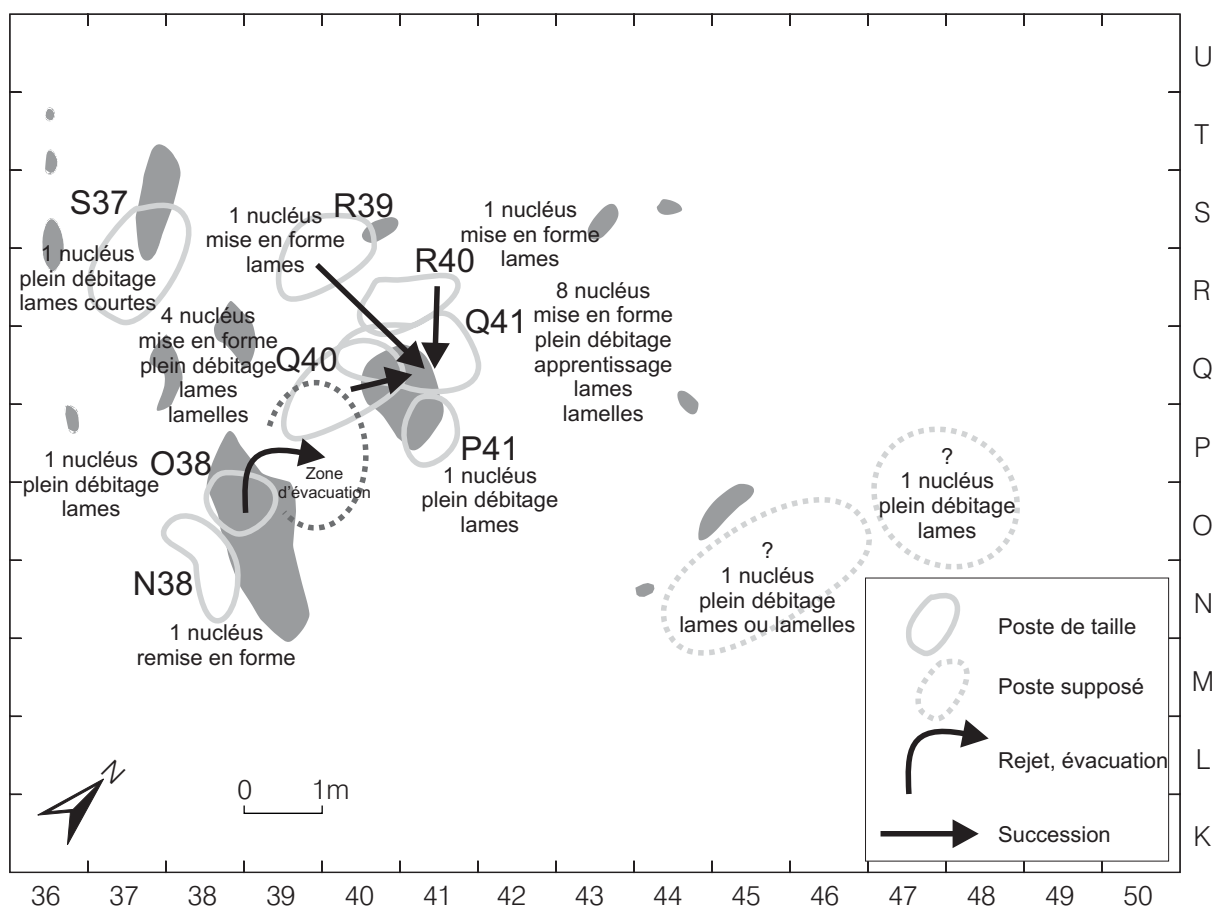 U
T
S
R
Q
P
O
N
M
L
K
S37
1 nucléus
plein débitage
lames courtes
1 nucléus
mise en forme
lames
R39
1 nucléus
mise en forme
lames
R40
Q41
8 nucléus
mise en forme
plein débitage
apprentissage
lames
lamelles
4 nucléus
mise en forme
plein débitage
lames
lamelles
Q40
1 nucléus
plein débitage
lames
O38
Zone
d'évacuation
P41
1 nucléus
plein débitage
lames
N38
1 nucléus
remise en forme
?
1 nucléus
plein débitage
lames ou lamelles
?
1 nucléus
plein débitage
lames
Poste de taille
Poste supposé
Rejet, évacuation
Succession
N
0 1m
36 37 38 39 40 41 42 43 44 45 46 47 48 49 50